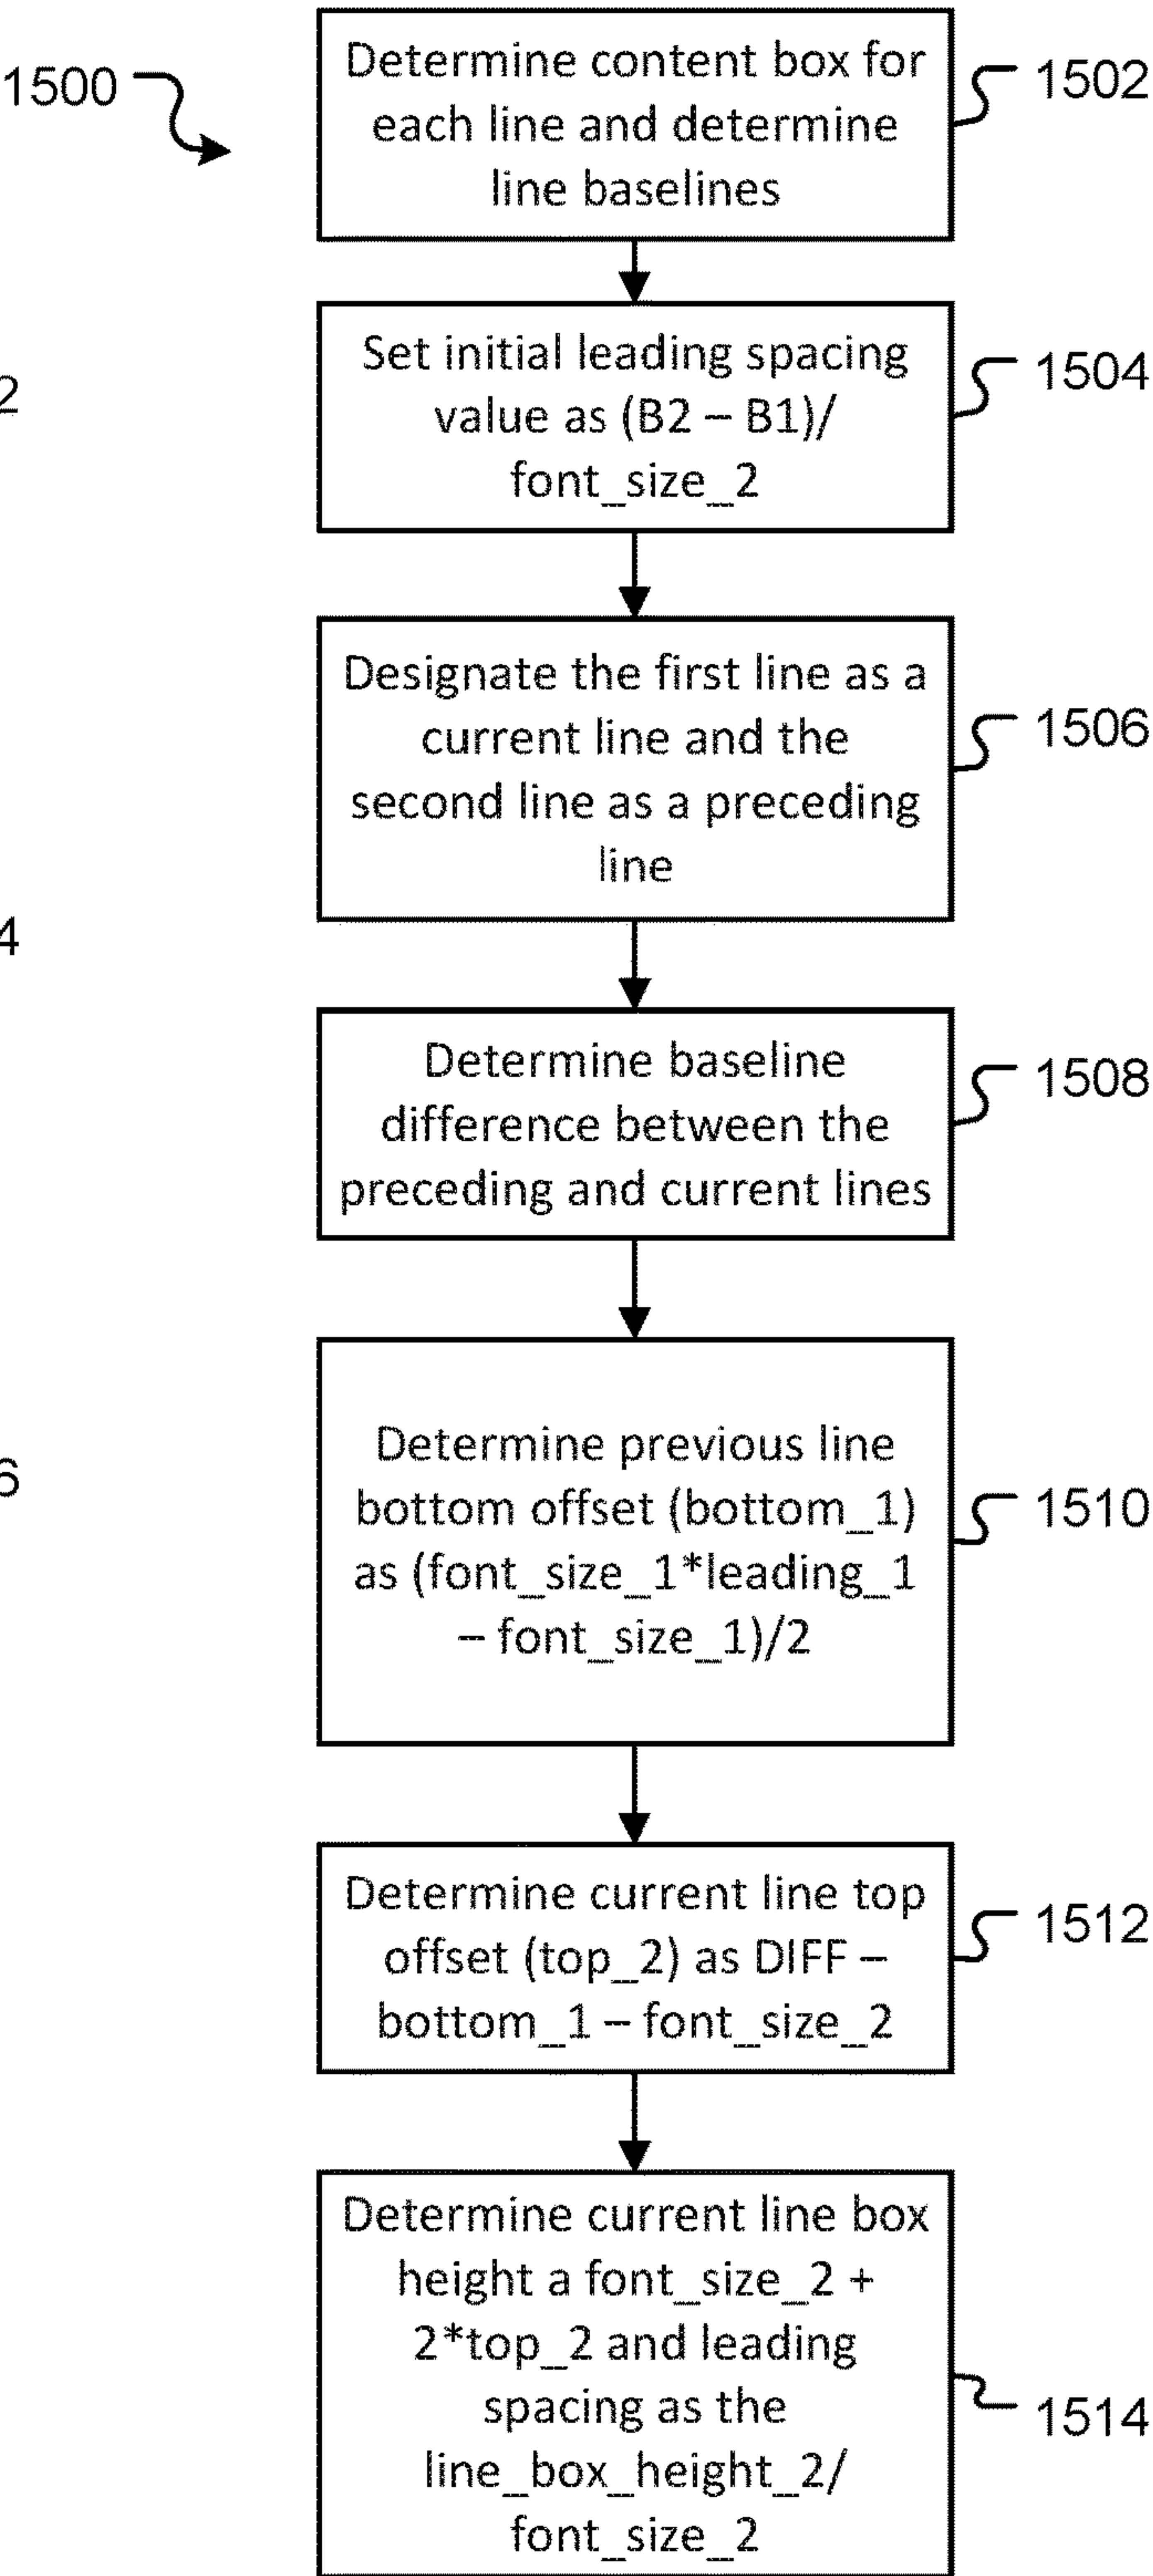 1500
Determine content box for
each line and determine
line baselines
1502
Set initial leading spacing
value as (B2 – B1)/
font_size_2
1504
2
Designate the first line as a
current line and the
second line as a preceding
line
1506
4
Determine baseline
difference between the
preceding and current lines
1508
Determine previous line
bottom offset (bottom_1)
as (font_size_1*leading_1
– font_size_1)/2
1510
6
Determine current line top
offset (top_2) as DIFF –
bottom_1 – font_size_2
1512
Determine current line box
height a font_size_2 +
2*top_2 and leading
spacing as the
line_box_height_2/
font_size_2
1514